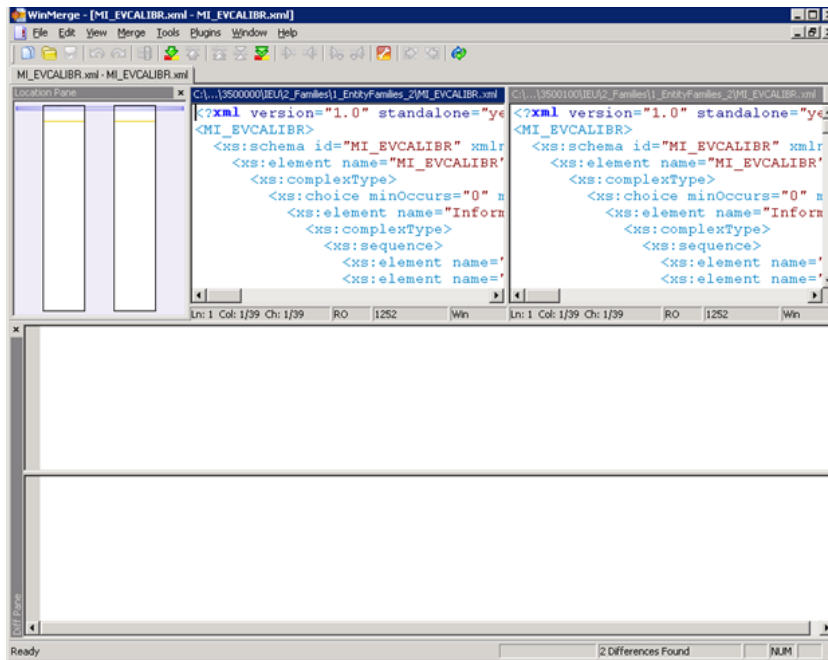 WinMerge - [MI_EVCALIBR.xml - MI_EVCALIBR.xml]
File Edit View Merge Tools Plugins Window Help
MI_EVCALIBR.xml - MI_EVCALIBR.xml
Location Pane
C:\...\3500000\IEU\2_Families\1_EntityFamilies_2\MI_EVCALIBR.xml
<?xml version="1.0" standalone="ye
<MI_EVCALIBR>
<xs:schema id="MI_EVCALIBR" xmln
<xs:element name="MI_EVCALIBR"
<xs:complexType>
<xs:choice minOccurs="0" m
<xs:element name="Inform
<xs:complexType>
<xs:sequence>
<xs:element name="
<xs:element name="
Ln: 1 Col: 1/39 Ch: 1/39 RO 1252 Win
C:\...\3500100\IEU\2_Families\1_EntityFamilies_2\MI_EVCALIBR.xml
<?xml version="1.0" standalone="ye
<MI_EVCALIBR>
<xs:schema id="MI_EVCALIBR" xmln
<xs:element name="MI_EVCALIBR"
<xs:complexType>
<xs:choice minOccurs="0" m
<xs:element name="Inform
<xs:complexType>
<xs:sequence>
<xs:element name="
<xs:element name="
Ln: 1 Col: 1/39 Ch: 1/39 RO 1252 Win
Diff Pane
Ready 2 Differences Found NUM